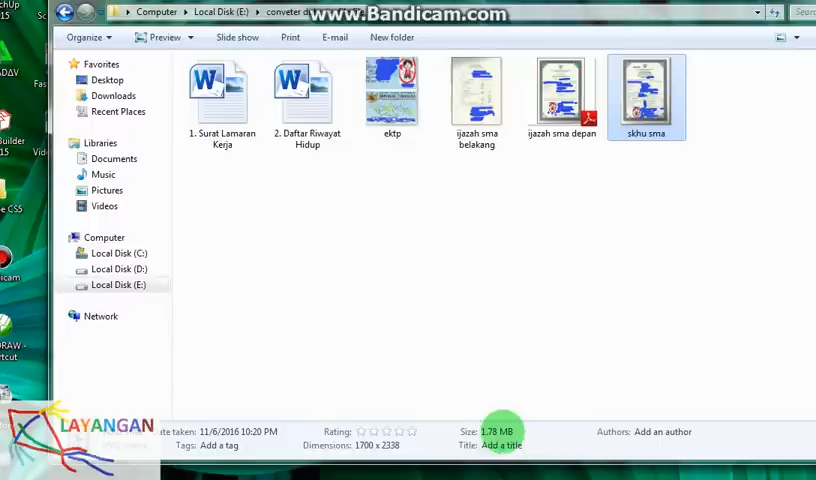 www.Bandicam.com
Computer
Local Disk (E:)
Organize
Preview
Slide show
Print
E-mail
New folder
Favorites
Desktop
Downloads
Recent Places
Libraries
Documents
Music
Pictures
Videos
Computer
Local Disk (C:)
Local Disk (D:)
Local Disk (E:)
Network
1. Surat Lamaran
Kerja
2. Daftar Riwayat
Hidup
ektp
ijazah sma
belakang
ijazah sma depan
skhu sma
LAYANGAN
Date taken: 11/6/2016 10:20 PM
Rating:
Size: 1.78 MB
Authors: Add an author
Tags: Add a tag
Dimensions: 1700 x 2338
Title: Add a title